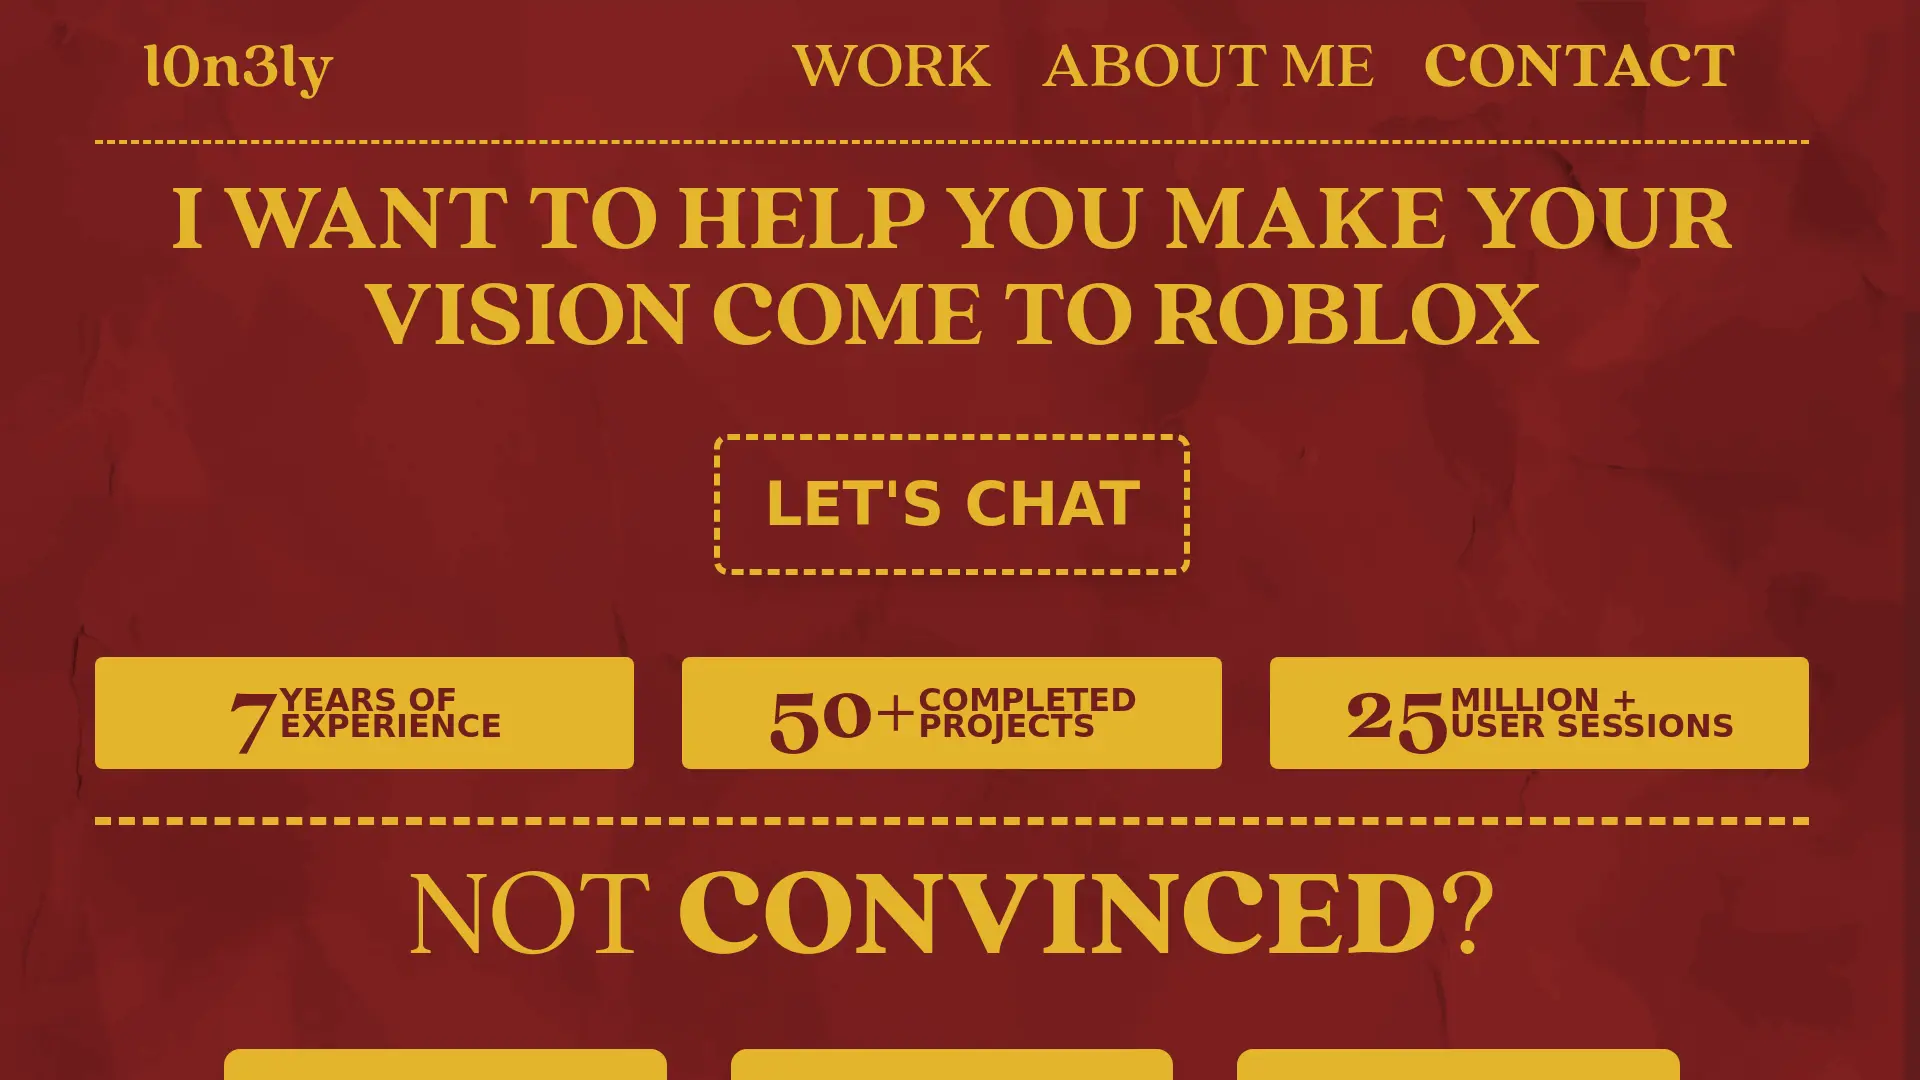 l0n3ly
WORK ABOUT ME CONTACT
I WANT TO HELP YOU MAKE YOUR
VISION COME TO ROBLOX
LET'S CHAT
7 YEARS OF
EXPERIENCE
50+ COMPLETED
PROJECTS
25 MILLION +
USER SESSIONS
NOT CONVINCED?